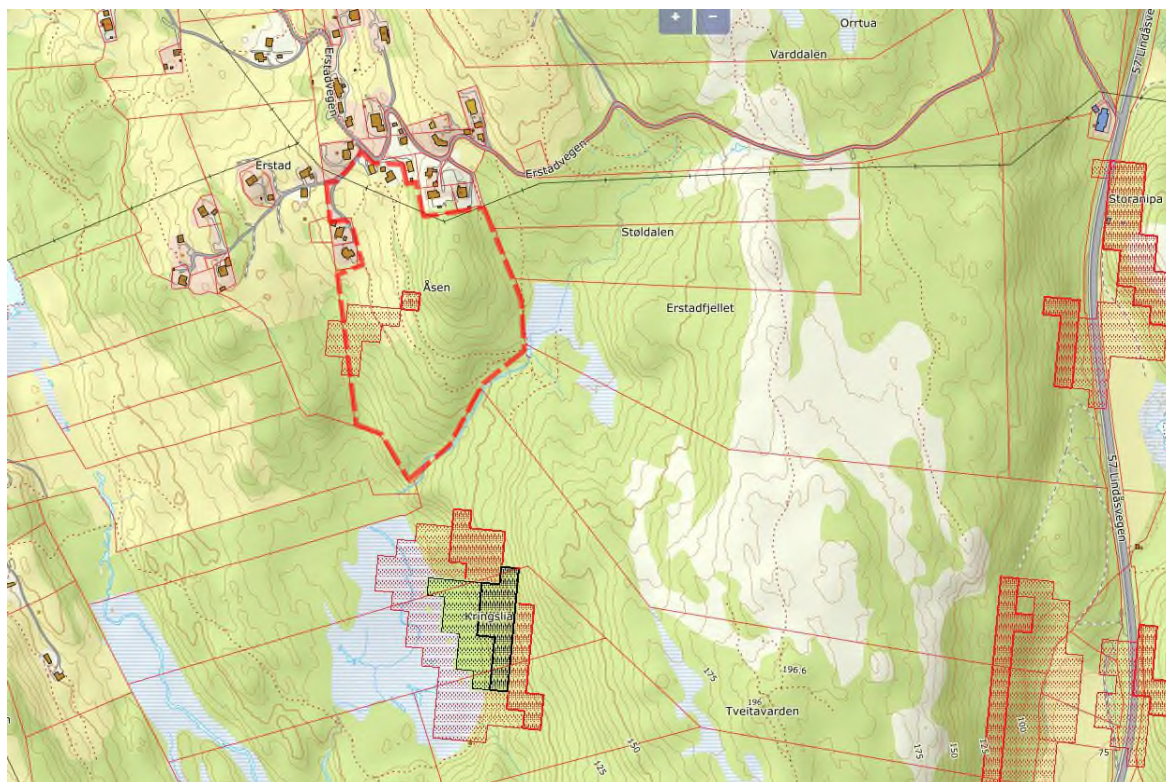 + −
Orrtua
Varddalen
57 Lindåsve
Erstadvegen
Erstad
Erstadvegen
Storanipa
Støldalen
Åsen
Erstadfjellet
57 Lindåsvegen
Kringslia
196.6
175
196
Tveitavarden
150
125
175
150
125
100
75